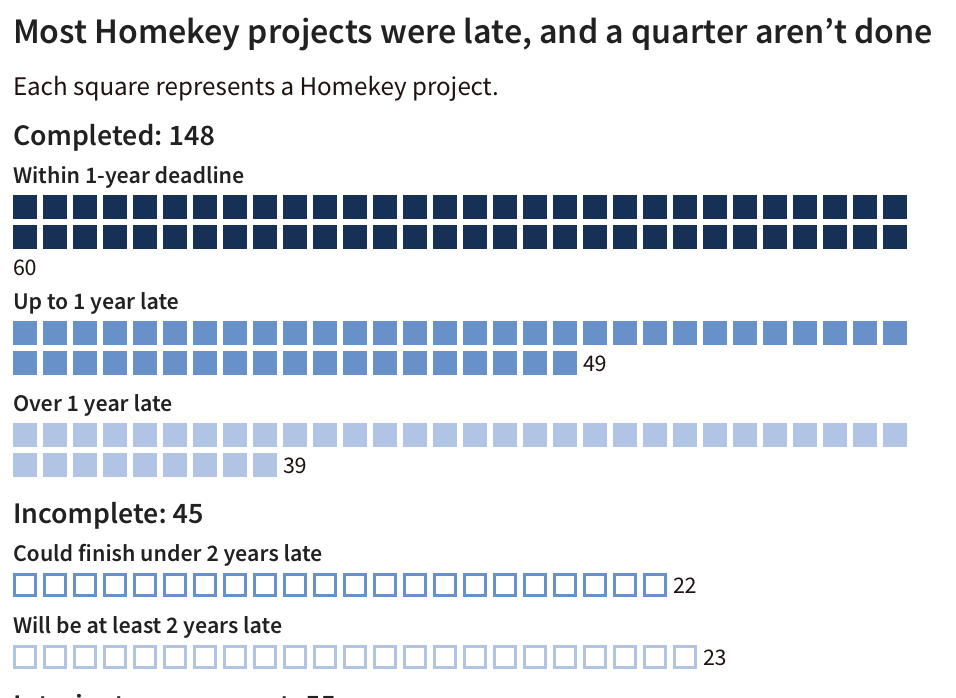 Most Homekey projects were late, and a quarter aren’t done
Each square represents a Homekey project.
Completed: 148
Within 1-year deadline
60
Up to 1 year late
49
Over 1 year late
39
Incomplete: 45
Could finish under 2 years late
22
Will be at least 2 years late
23